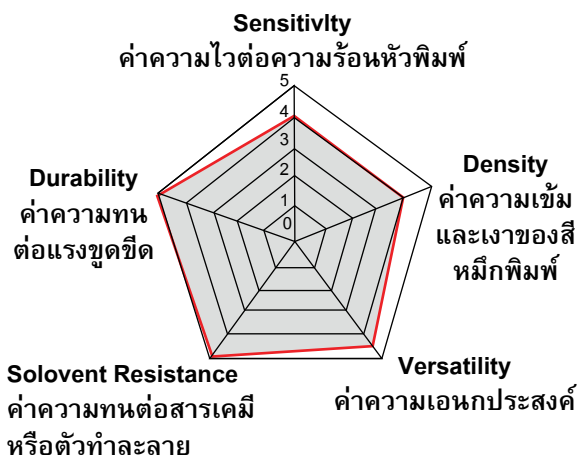 Sensitivlty
ค่าความไวต่อความร้อนหัวพิมพ์
5
4
3
2
1
0
Density
ค่าความเข้ม
และเงาของสี
หมึกพิมพ์
Durability
ค่าความทน
ต่อแรงขูดขีด
Versatility
ค่าความเอนกประสงค์
Solovent Resistance
ค่าความทนต่อสารเคมี
หรือตัวทำละลาย